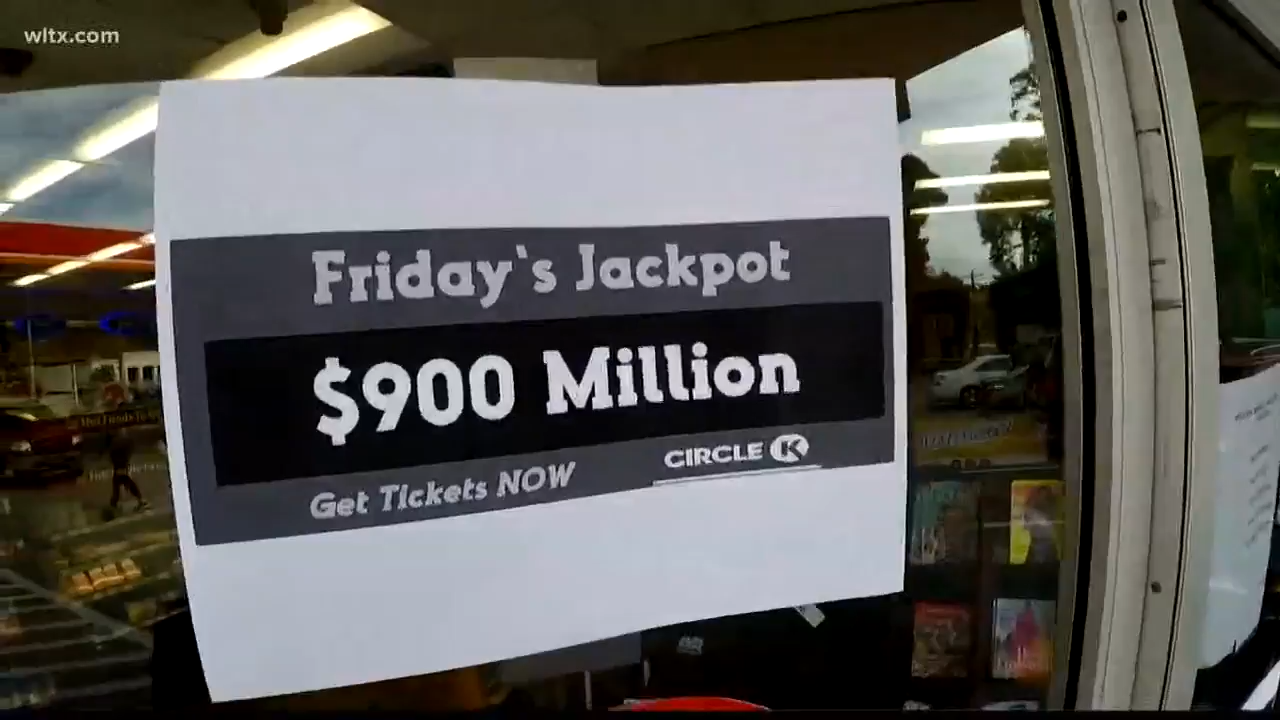 wltx.com
Friday`s Jackpot
$900 Million
Get Tickets NOW
CIRCLE K